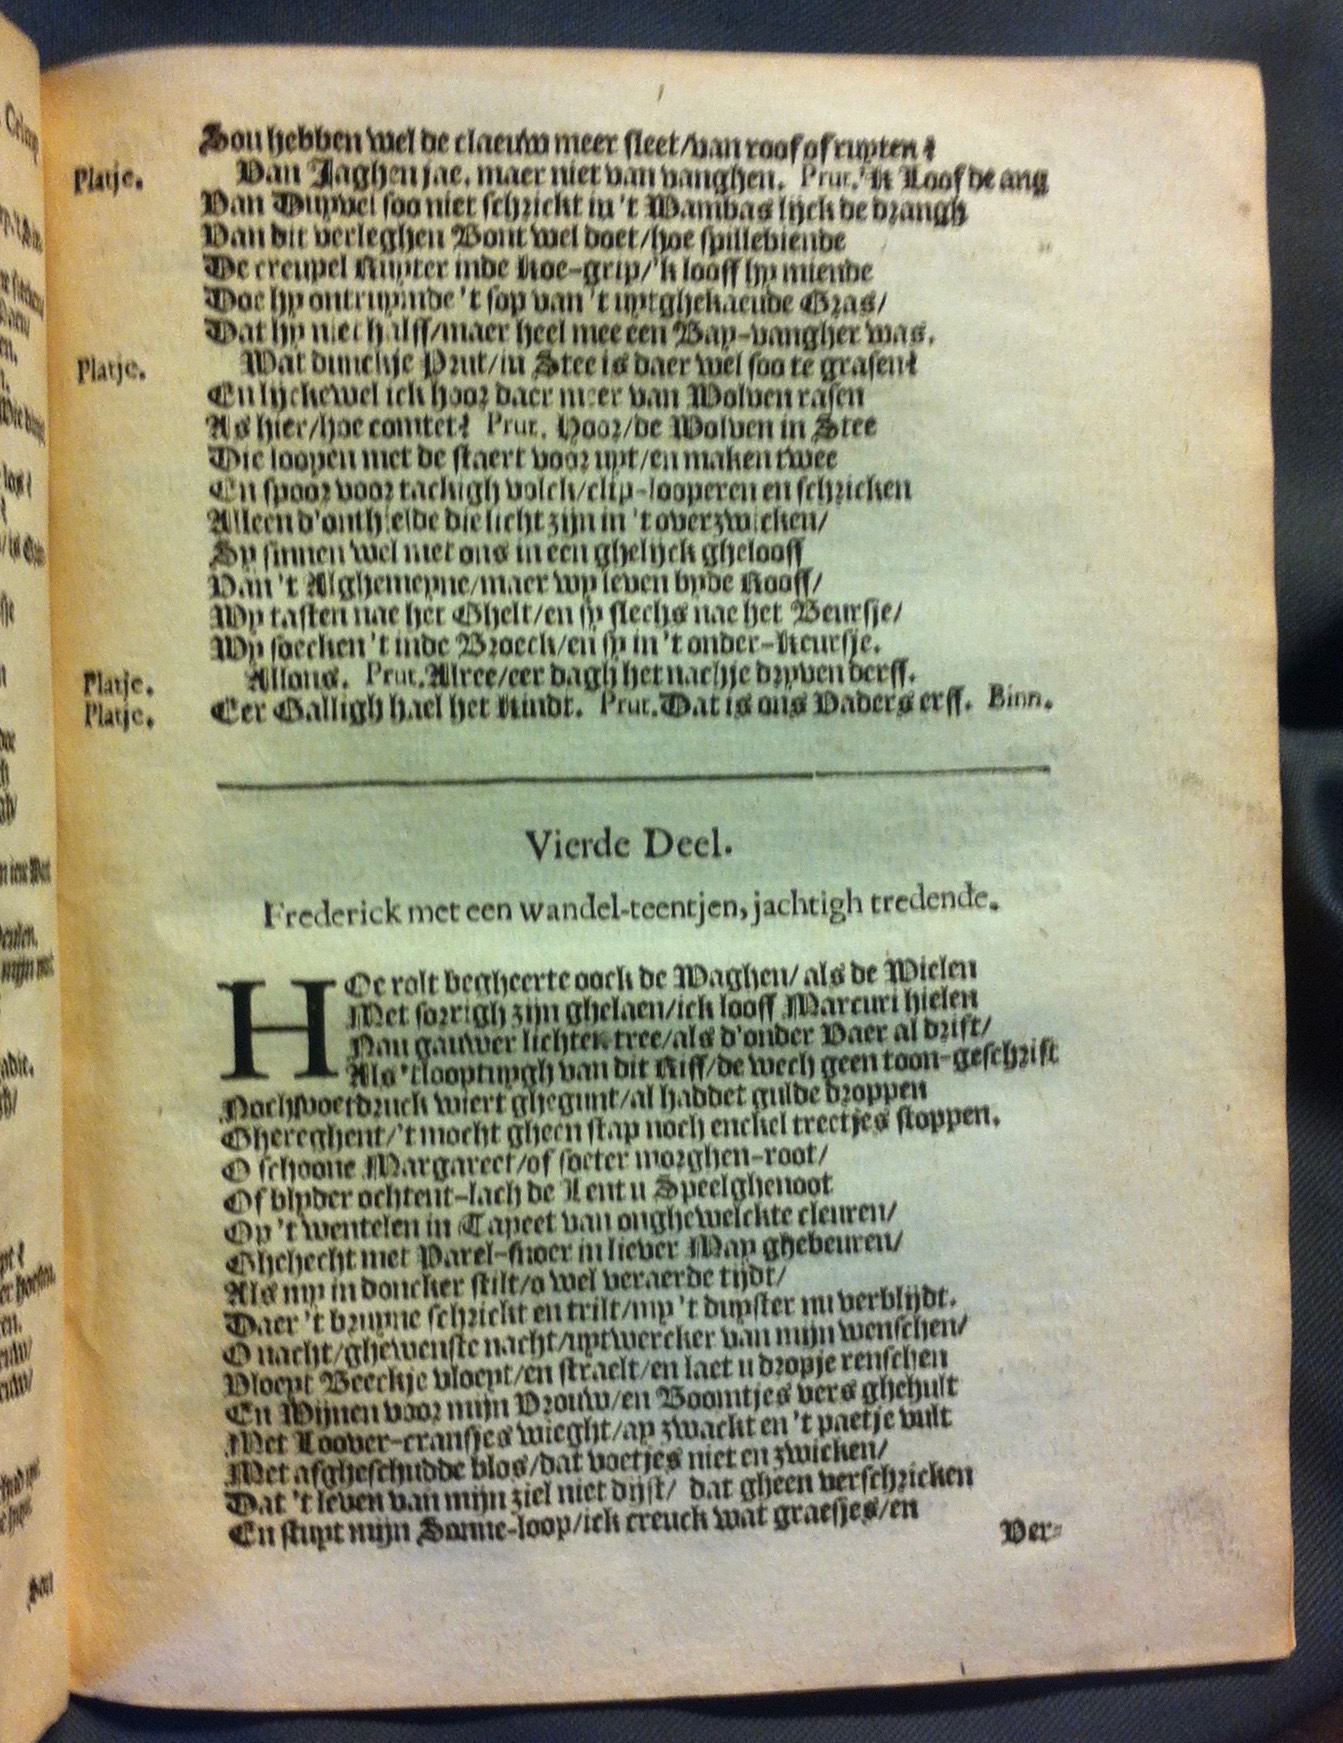 Sou hebben wel de claeuw meer sleet/van roof of rupten?
Platje. Van Jaghen jae, maer niet van vanghen. Prut. 'k Loof de ang
Van Duyvel soo niet schrickt in 't Wambas lijck de drangh
Van dit verleghen Bont wel doet/hoe spillebiende
De creupel Ruyter inde Koe-grip/'k looff hy miende
Doe hy ontruymde 't sop van 't uytghekaeude Gras/
Dat hy niet halff/maer heel mee een Bay-vangher was.
Platje. Wat dunckje Prut/in Stee is daer wel soo te grasen?
En lijckewel ick hoor daer meer van Wolven rasen
As hier/hoe comtet? Prut. Hoor/de Wolven in Stee
Die loopen met de staert voor uyt/en maken twee
En spoor voor tackigh volck/clip-looperen en schricken
Alleen d'onthielde die licht zijn in 't overzwicken/
Sy sinnen wel met ons in een ghelijck ghelooff
Van 't Alghemeyne/maer wy leven byde Rooff/
Wy tasten nae het Ghelt/en sy slechs nae het Beursje/
Wy soecken 't inde Broeck/en sy in 't onder-keursje.
Platje. Allons. Prut. Alree/eer dagh het nachje dryven derff.
Platje. Eer Galligh hael het Kindt. Prut. Dat is ons Vaders erff. Binn.
Vierde Deel.
Frederick met een wandel-teentjen, jachtigh tredende.
HOe rolt begheerte oock de Waghen/als de Wielen
Met sorrigh zijn ghelaen/ick looff Marcuri hielen
Nau gauwer lichten tree/als d'onder Vaer al drift/
Als 'tlooptuygh van dit Riff/de wech geen toon-geschrift
Noch voetdruck wiert ghegunt/al haddet gulde droppen
Ghereghent/'t mocht gheen stap noch enckel treetjes stoppen.
O schoone Margareet/of soeter morghen-root/
Of blyder ochtent-lach de Lent u Speelghenoot
Op 't wentelen in Tapeet van onghewelckte cleuren/
Ghehecht met Parel-snoer in liever May ghebeuren/
Als my in doncker stilt/o wel veraerde tijdt/
Daer 't bruyne schrickt en trilt/my 't duyster nu verblijdt.
O nacht/ghewenste nacht/uytwercker van mijn wenschen/
Vloeyt Beeckje vloeyt/en straelt/en laet u dropje renschen
En Wijnen voor mijn Vrouw/en Boomtjes vers ghehult
Met Loover-cransjes wieght/ay zwackt en 't paetje vult
Met afgheschudde blos/dat voetjes niet en zwicken/
Dat 't leven van mijn ziel niet dijst/ dat gheen verschricken
En stupt mijn Sonne-loop/ick creuck wat graesjes/en
Ver-